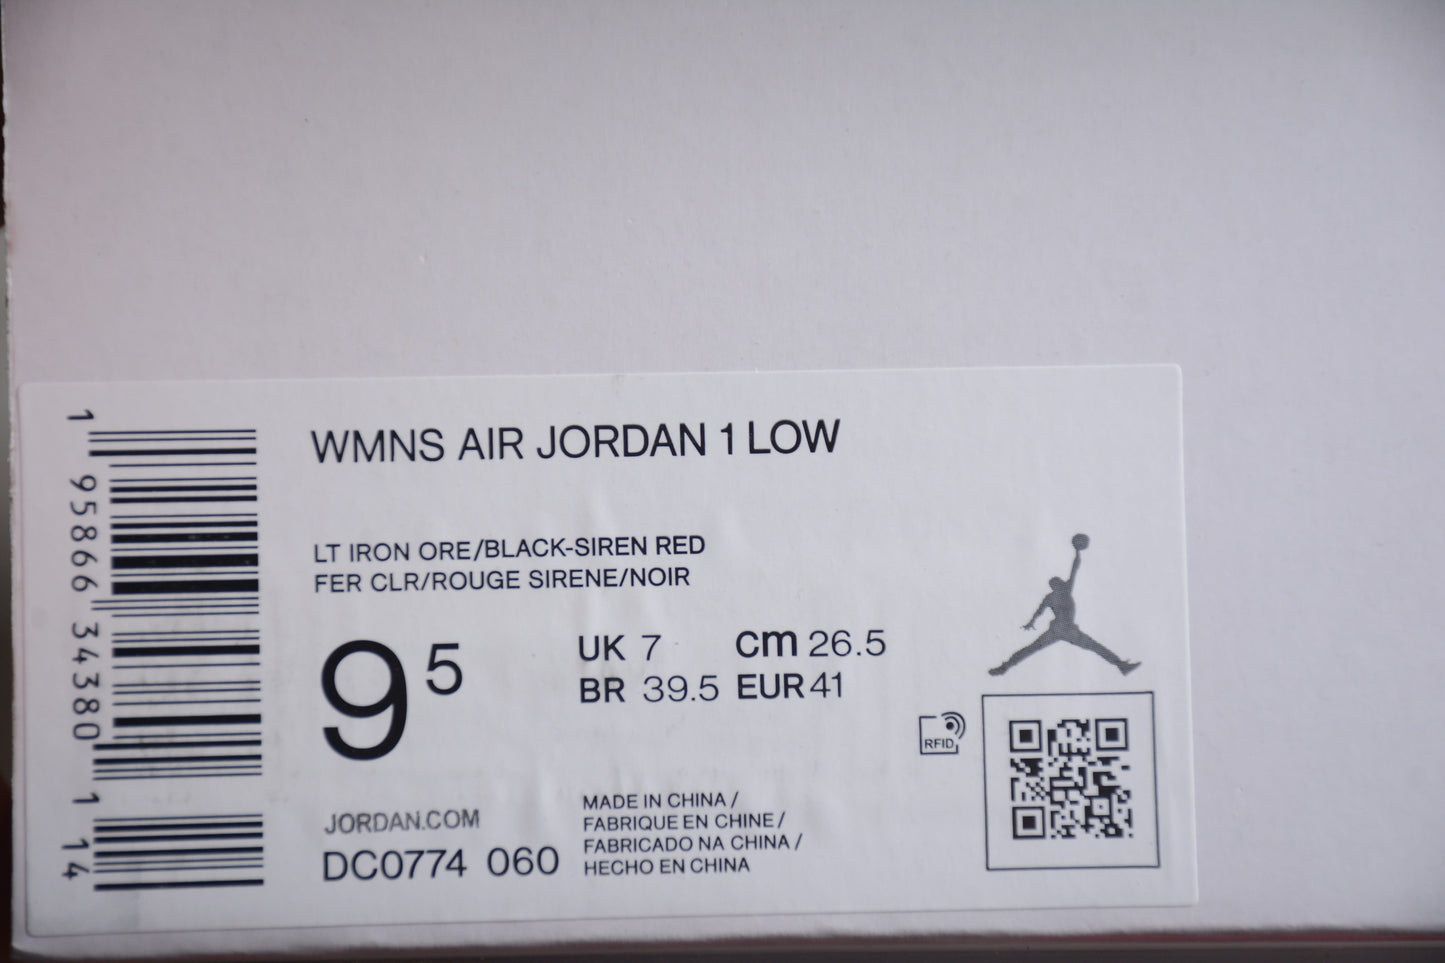 WMNS AIR JORDAN 1 LOW
LT IRON ORE/BLACK-SIREN RED
FER CLR/ROUGE SIRENE/NOIR
9 5
UK 7 cm 26.5
BR 39.5 EUR 41
RFID
JORDAN.COM
DC0774 060
MADE IN CHINA /
FABRIQUE EN CHINE /
FABRICADO NA CHINA /
HECHO EN CHINA
1 95866 34380 1 14